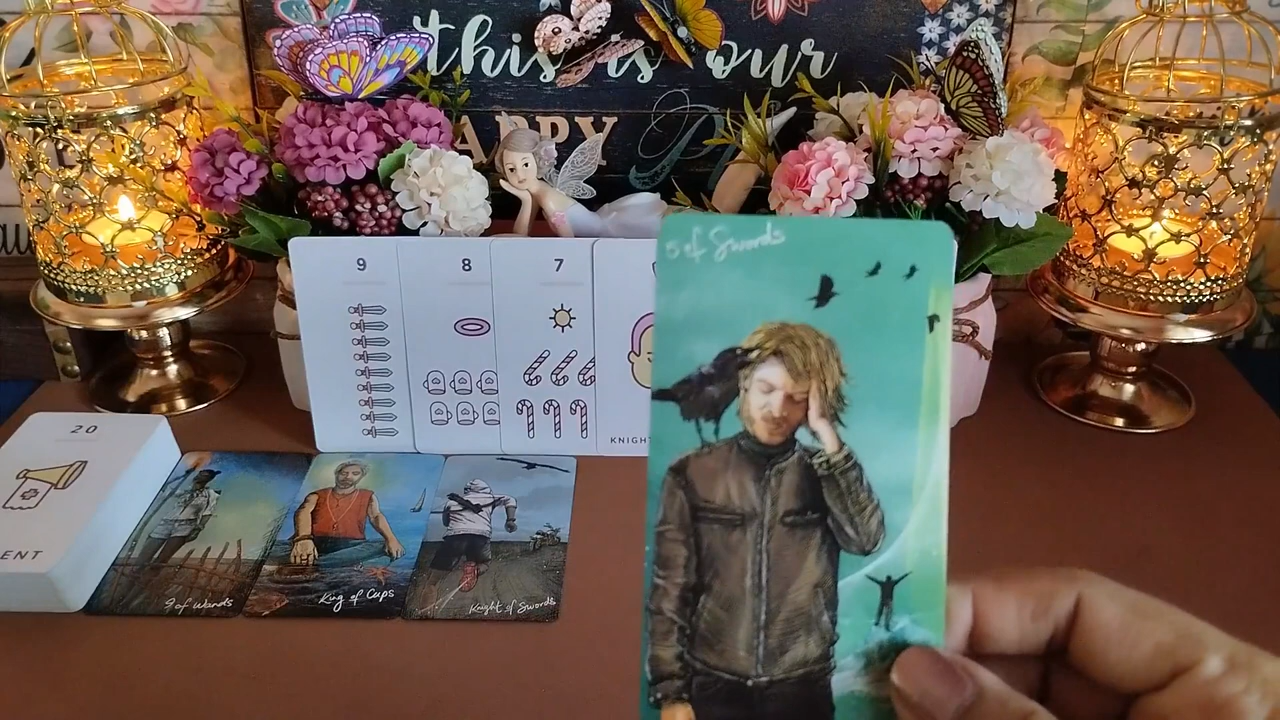 this is our
HAPPY
5 of Swords
9
8
7
KNIGHT
20
ENT
9 of Wands
King of Cups
Knight of Swords